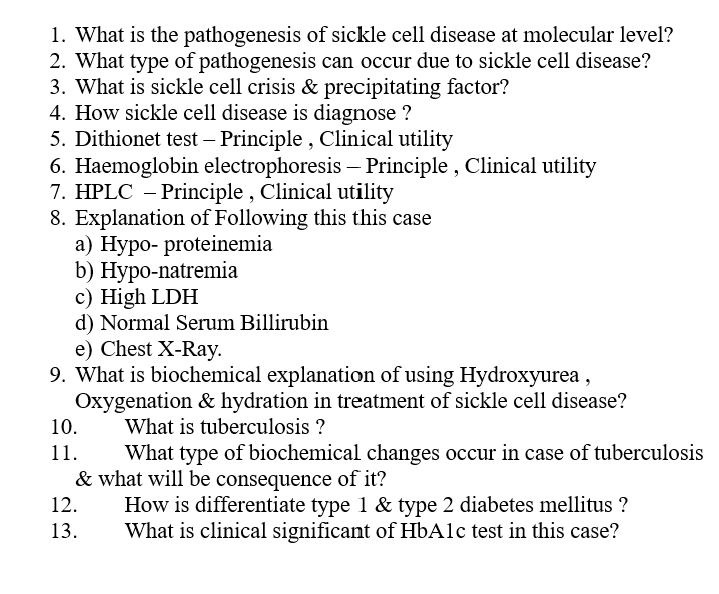 1. What is the pathogenesis of sickle cell disease at molecular level?
2. What type of pathogenesis can occur due to sickle cell disease?
3. What is sickle cell crisis & precipitating factor?
4. How sickle cell disease is diagnose ?
5. Dithionet test – Principle , Clinical utility
6. Haemoglobin electrophoresis – Principle , Clinical utility
7. HPLC – Principle , Clinical utility
8. Explanation of Following this this case
a) Hypo- proteinemia
b) Hypo-natremia
c) High LDH
d) Normal Serum Billirubin
e) Chest X-Ray.
9. What is biochemical explanation of using Hydroxyurea ,
Oxygenation & hydration in treatment of sickle cell disease?
10. What is tuberculosis ?
11. What type of biochemical changes occur in case of tuberculosis
& what will be consequence of it?
12. How is differentiate type 1 & type 2 diabetes mellitus ?
13. What is clinical significant of HbA1c test in this case?